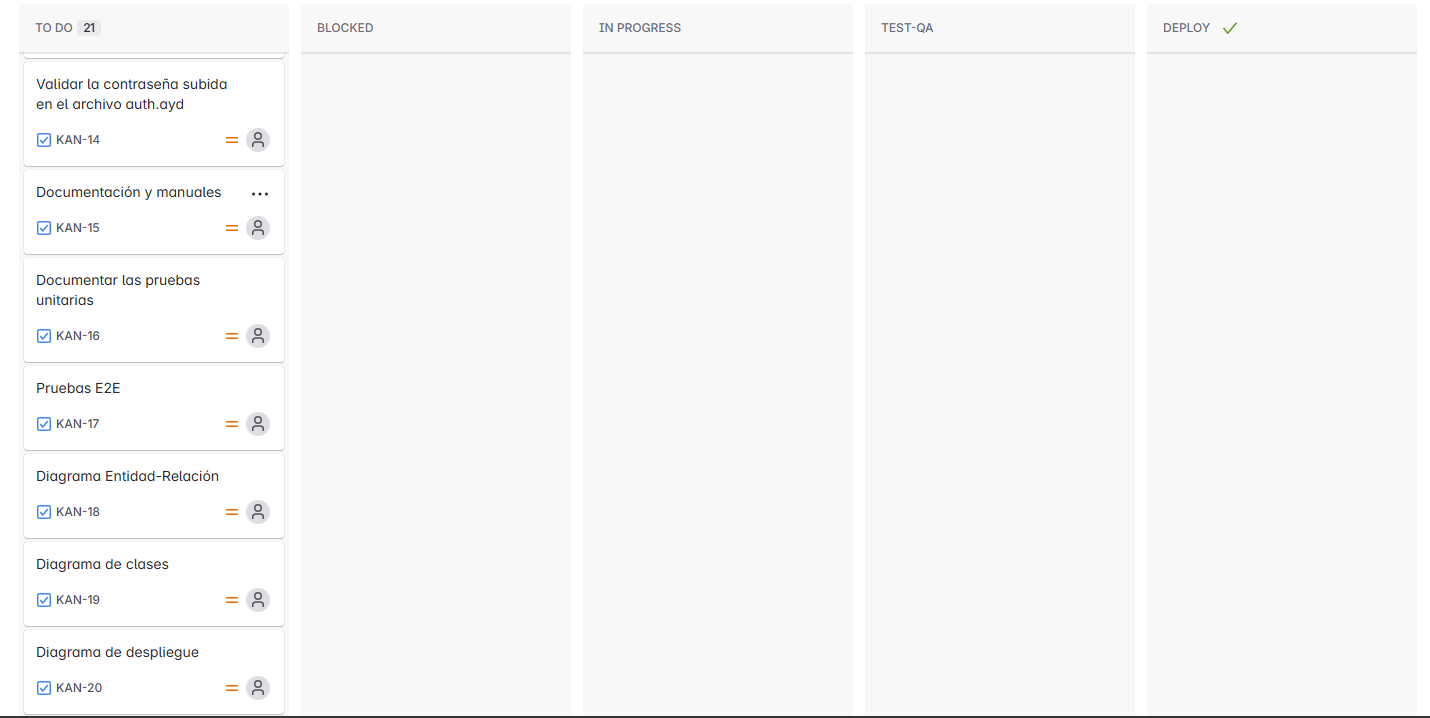 TO DO 21
BLOCKED
IN PROGRESS
TEST-QA
DEPLOY
Validar la contraseña subida
en el archivo auth.ayd
KAN-14
Documentación y manuales
KAN-15
Documentar las pruebas
unitarias
KAN-16
Pruebas E2E
KAN-17
Diagrama Entidad-Relación
KAN-18
Diagrama de clases
KAN-19
Diagrama de despliegue
KAN-20